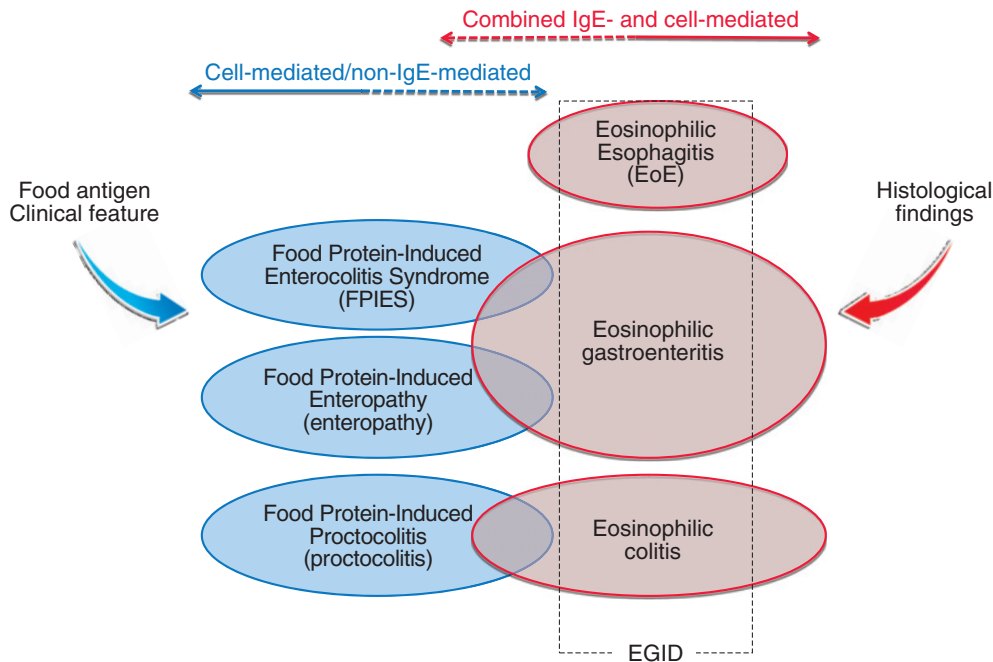 Combined IgE- and cell-mediated
Cell-mediated/non-IgE-mediated
Eosinophilic
Esophagitis
(EoE)
Food antigen
Clinical feature
Histological
findings
Food Protein-Induced
Enterocolitis Syndrome
(FPIES)
Eosinophilic
gastroenteritis
Food Protein-Induced
Enteropathy
(enteropathy)
Food Protein-Induced
Proctocolitis
(proctocolitis)
Eosinophilic
colitis
EGID